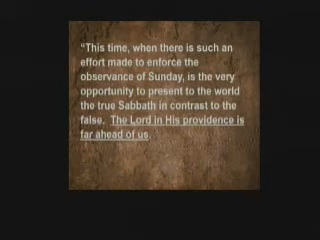 “This time, when there is such an
effort made to enforce the
observance of Sunday, is the very
opportunity to present to the world
the true Sabbath in contrast to the
false.  The Lord in His providence is
far ahead of us.